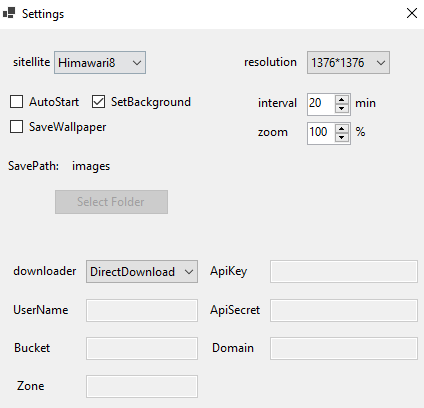 Settings
sitellite Himawari8 resolution 1376*1376
AutoStart SetBackground interval 20 min
SaveWallpaper zoom 100 %
SavePath: images
Select Folder
downloader DirectDownload ApiKey
UserName ApiSecret
Bucket Domain
Zone